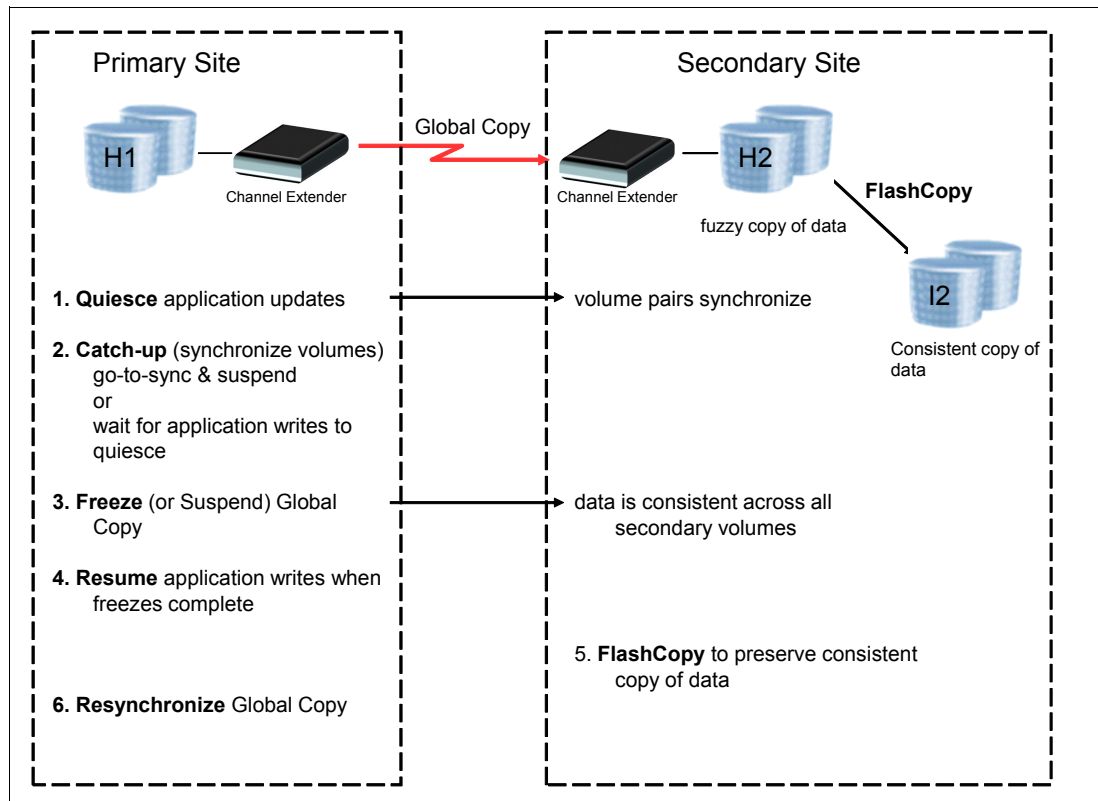 Primary Site
Secondary Site
H1
Channel Extender
Global Copy
Channel Extender
H2
fuzzy copy of data
FlashCopy
I2
Consistent copy of
data
1. Quiesce application updates
volume pairs synchronize
2. Catch-up (synchronize volumes)
go-to-sync & suspend
or
wait for application writes to
quiesce
3. Freeze (or Suspend) Global
Copy
data is consistent across all
secondary volumes
4. Resume application writes when
freezes complete
5. FlashCopy to preserve consistent
copy of data
6. Resynchronize Global Copy